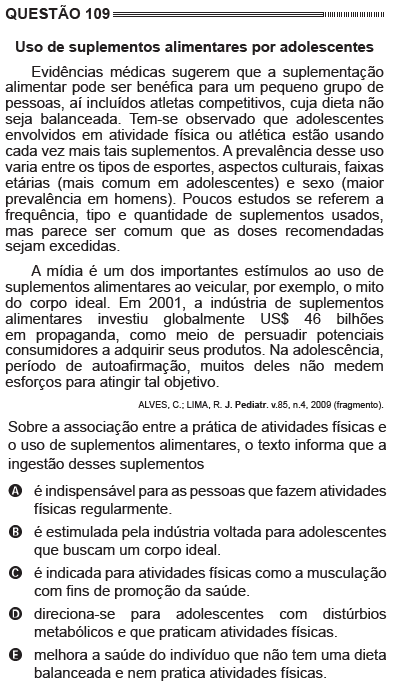 QUESTÃO 109
Uso de suplementos alimentares por adolescentes
Evidências médicas sugerem que a suplementação
alimentar pode ser benéfica para um pequeno grupo de
pessoas, aí incluídos atletas competitivos, cuja dieta não
seja balanceada. Tem-se observado que adolescentes
envolvidos em atividade física ou atlética estão usando
cada vez mais tais suplementos. A prevalência desse uso
varia entre os tipos de esportes, aspectos culturais, faixas
etárias (mais comum em adolescentes) e sexo (maior
prevalência em homens). Poucos estudos se referem a
frequência, tipo e quantidade de suplementos usados,
mas parece ser comum que as doses recomendadas
sejam excedidas.
A mídia é um dos importantes estímulos ao uso de
suplementos alimentares ao veicular, por exemplo, o mito
do corpo ideal. Em 2001, a indústria de suplementos
alimentares investiu globalmente US$ 46 bilhões
em propaganda, como meio de persuadir potenciais
consumidores a adquirir seus produtos. Na adolescência,
período de autoafirmação, muitos deles não medem
esforços para atingir tal objetivo.
ALVES, C.; LIMA, R. J. Pediatr. v.85, n.4, 2009 (fragmento).
Sobre a associação entre a prática de atividades físicas e
o uso de suplementos alimentares, o texto informa que a
ingestão desses suplementos
A é indispensável para as pessoas que fazem atividades
físicas regularmente.
B é estimulada pela indústria voltada para adolescentes
que buscam um corpo ideal.
C é indicada para atividades físicas como a musculação
com fins de promoção da saúde.
D direciona-se para adolescentes com distúrbios
metabólicos e que praticam atividades físicas.
E melhora a saúde do indivíduo que não tem uma dieta
balanceada e nem pratica atividades físicas.